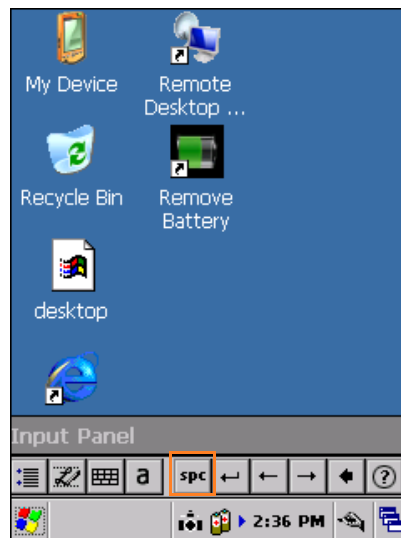 My Device
Remote
Desktop ...
Recycle Bin
Remove
Battery
desktop
Input Panel
a spc ?
2:36 PM